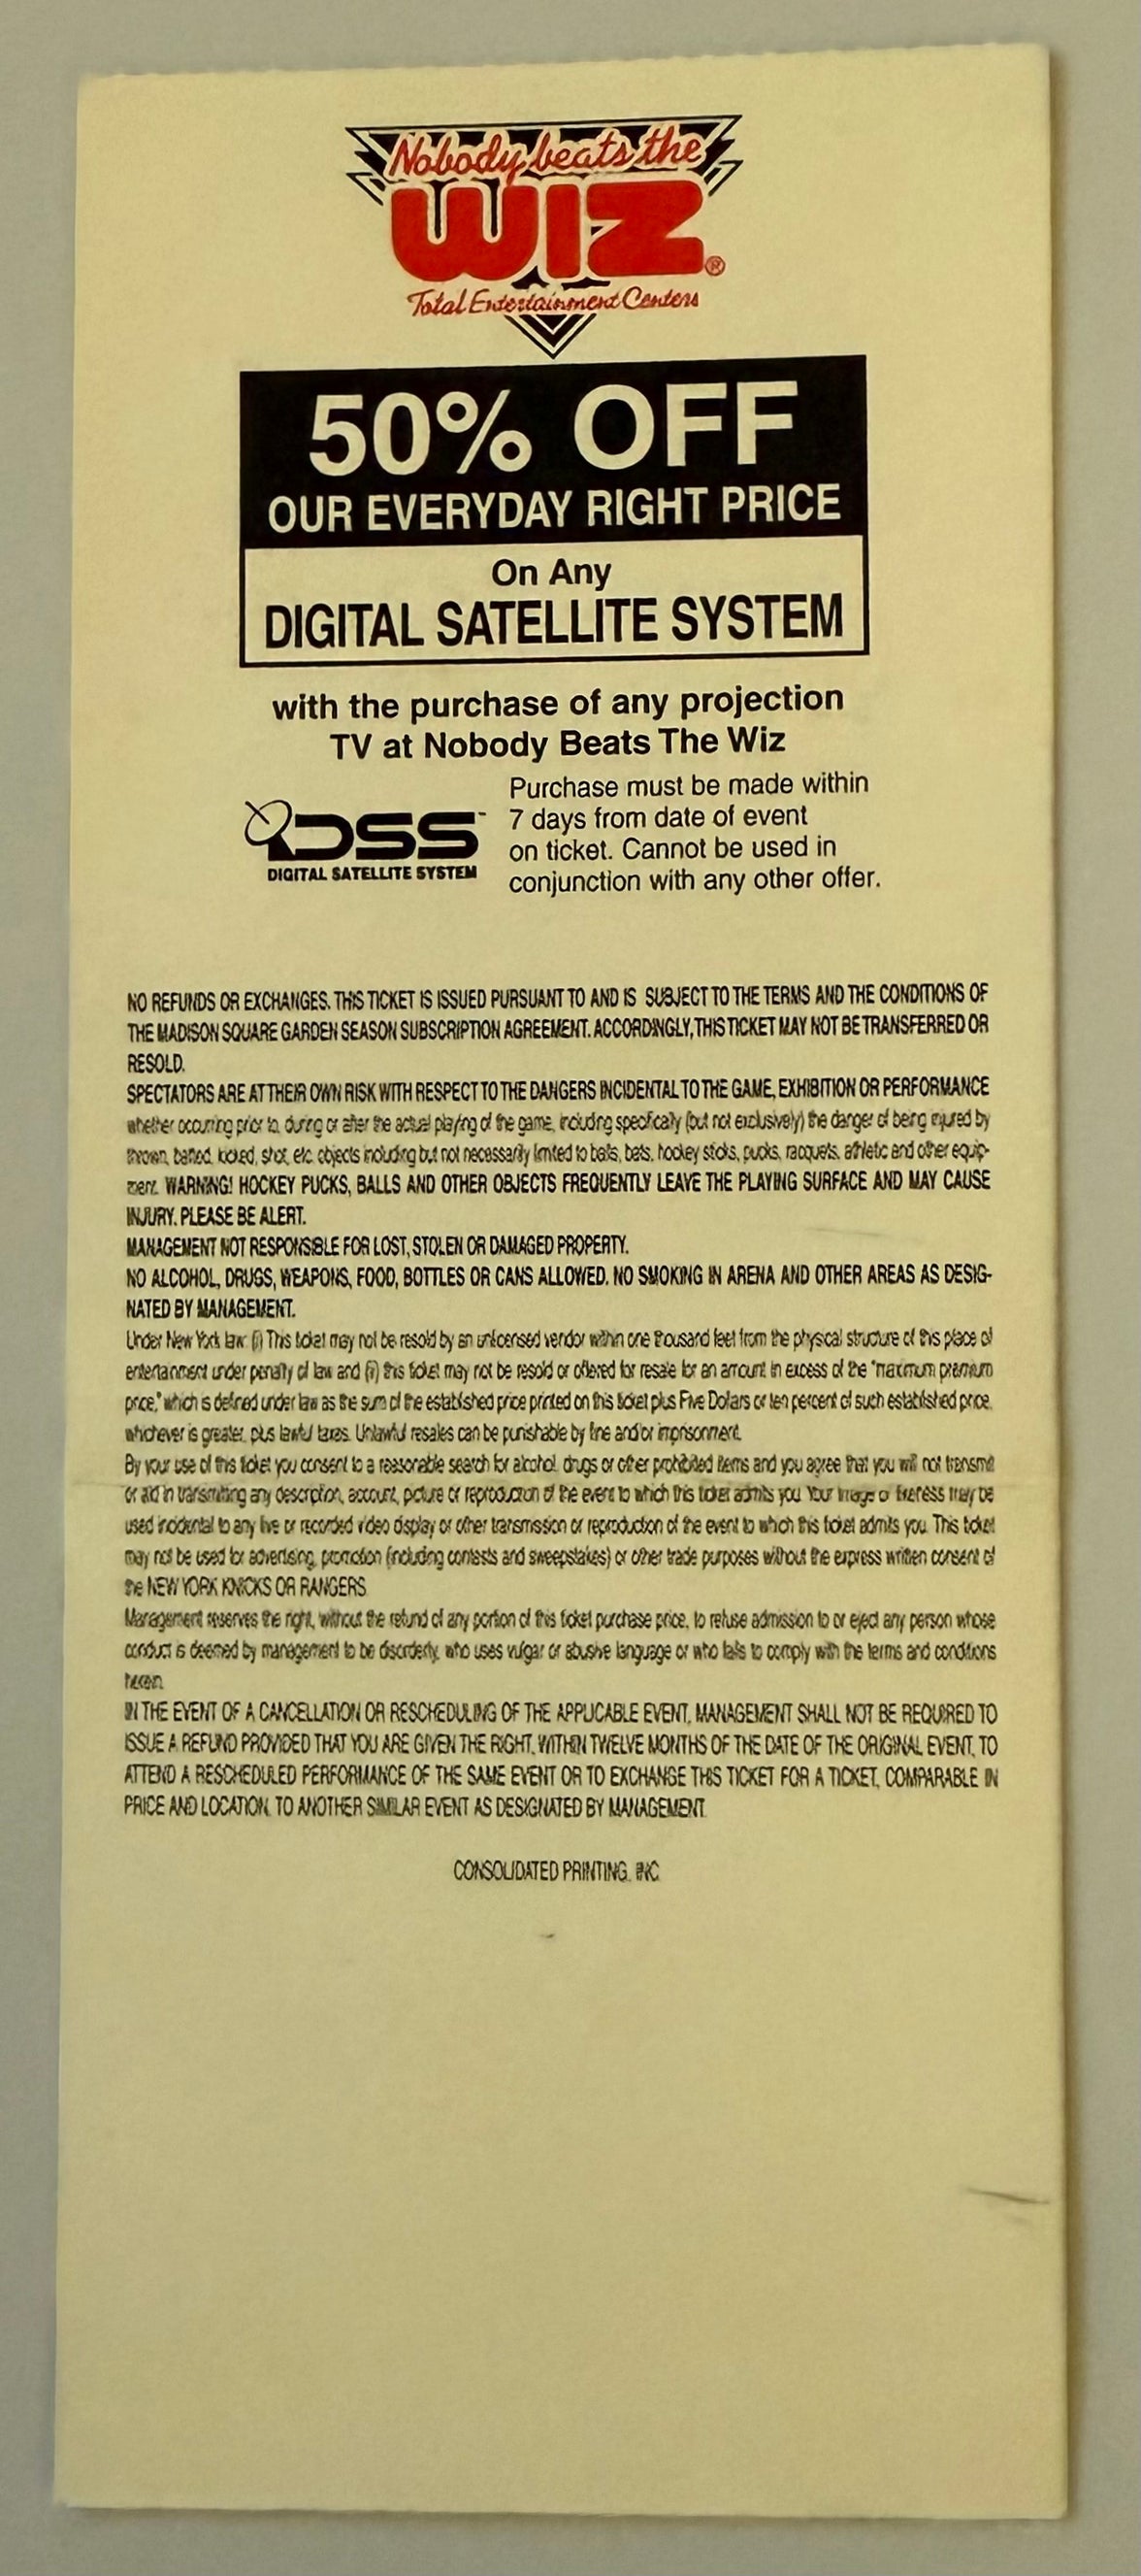 Nobody beats the
WIZ®
Total Entertainment Centers
50% OFF
OUR EVERYDAY RIGHT PRICE
On Any
DIGITAL SATELLITE SYSTEM
with the purchase of any projection
TV at Nobody Beats The Wiz
Purchase must be made within
7 days from date of event
on ticket. Cannot be used in
conjunction with any other offer.
DSS™
DIGITAL SATELLITE SYSTEM
NO REFUNDS OR EXCHANGES. THIS TICKET IS ISSUED PURSUANT TO AND IS SUBJECT TO THE TERMS AND THE CONDITIONS OF
THE MADISON SQUARE GARDEN SEASON SUBSCRIPTION AGREEMENT. ACCORDINGLY, THIS TICKET MAY NOT BE TRANSFERRED OR
RESOLD.
SPECTATORS ARE AT THEIR OWN RISK WITH RESPECT TO THE DANGERS INCIDENTAL TO THE GAME, EXHIBITION OR PERFORMANCE
whether occuring prior to, during or after the actual playing of the game, including specifically (but not exclusively) the danger of being injured by
thrown, batted, kicked, shot, etc. objects including but not necessarily limited to balls, bats, hockey sticks, pucks, racquets, athletic and other equip-
ment. WARNING! HOCKEY PUCKS, BALLS AND OTHER OBJECTS FREQUENTLY LEAVE THE PLAYING SURFACE AND MAY CAUSE
INJURY. PLEASE BE ALERT.
MANAGEMENT NOT RESPONSIBLE FOR LOST, STOLEN OR DAMAGED PROPERTY.
NO ALCOHOL, DRUGS, WEAPONS, FOOD, BOTTLES OR CANS ALLOWED. NO SMOKING IN ARENA AND OTHER AREAS AS DESIG-
NATED BY MANAGEMENT.
Under New York law: (i) This ticket may not be resold by an unlicensed vendor within one thousand feet from the physical structure of this place of
entertainment under penalty of law and (ii) this ticket may not be resold or offered for resale for an amount in excess of the "maximum premium
price," which is defined under law as the sum of the established price printed on this ticket plus Five Dollars or ten percent of such established price,
whichever is greater, plus lawful taxes. Unlawful resales can be punishable by fine and/or imprisonment.
By your use of this ticket you consent to a reasonable search for alcohol, drugs or other prohibited items and you agree that you will not transmit
or aid in transmitting any description, account, picture or reproduction of the event to which this ticket admits you. Your image or likeness may be
used incidental to any live or recorded video display or other transmission or reproduction of the event to which this ticket admits you. This ticket
may not be used for advertising, promotion (including contests and sweepstakes) or other trade purposes without the express written consent of
the NEW YORK KNICKS OR RANGERS.
Management reserves the right, without the refund of any portion of this ticket purchase price, to refuse admission to or eject any person whose
conduct is deemed by management to be disorderly, who uses vulgar or abusive language or who fails to comply with the terms and conditions
herein.
IN THE EVENT OF A CANCELLATION OR RESCHEDULING OF THE APPLICABLE EVENT, MANAGEMENT SHALL NOT BE REQUIRED TO
ISSUE A REFUND PROVIDED THAT YOU ARE GIVEN THE RIGHT, WITHIN TWELVE MONTHS OF THE DATE OF THE ORIGINAL EVENT, TO
ATTEND A RESCHEDULED PERFORMANCE OF THE SAME EVENT OR TO EXCHANGE THIS TICKET FOR A TICKET, COMPARABLE IN
PRICE AND LOCATION, TO ANOTHER SIMILAR EVENT AS DESIGNATED BY MANAGEMENT.
CONSOLIDATED PRINTING, INC.